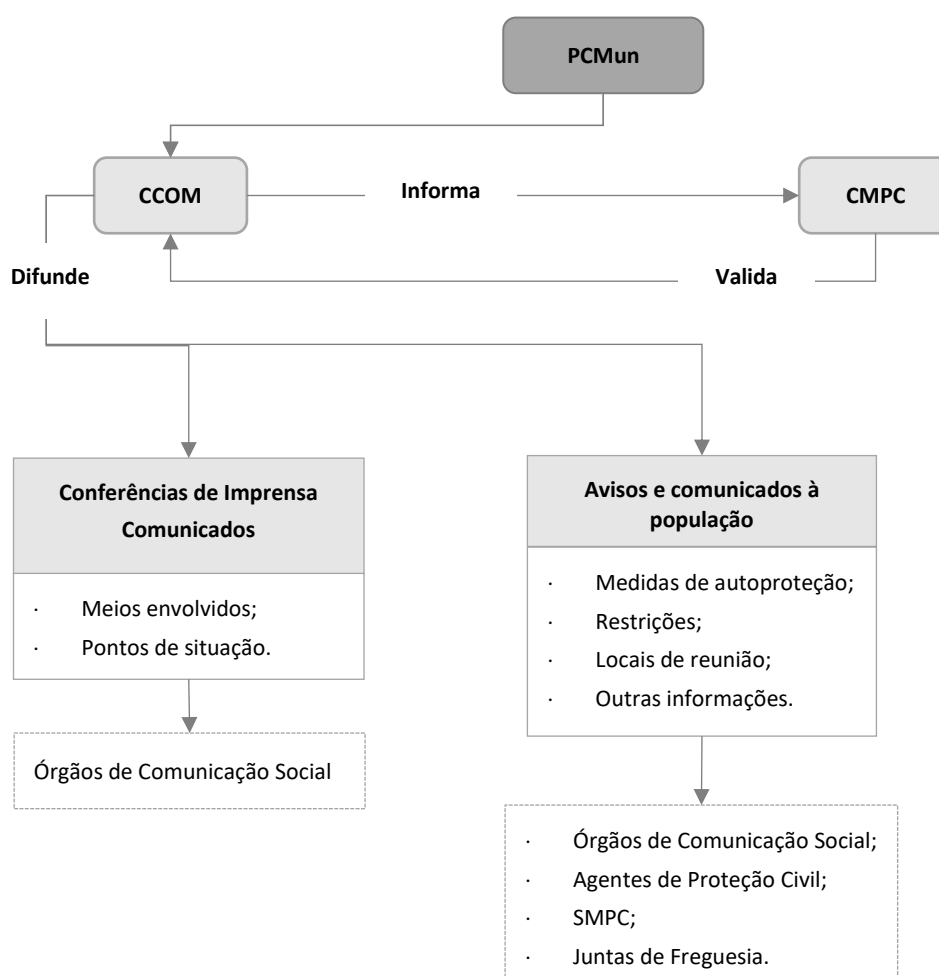 PCMun
CCOM
Informa
CMPC
Difunde
Valida
Conferências de Imprensa
Comunicados
· Meios envolvidos;
· Pontos de situação.
Órgãos de Comunicação Social
Avisos e comunicados à
população
· Medidas de autoproteção;
· Restrições;
· Locais de reunião;
· Outras informações.
· Órgãos de Comunicação Social;
· Agentes de Proteção Civil;
· SMPC;
· Juntas de Freguesia.